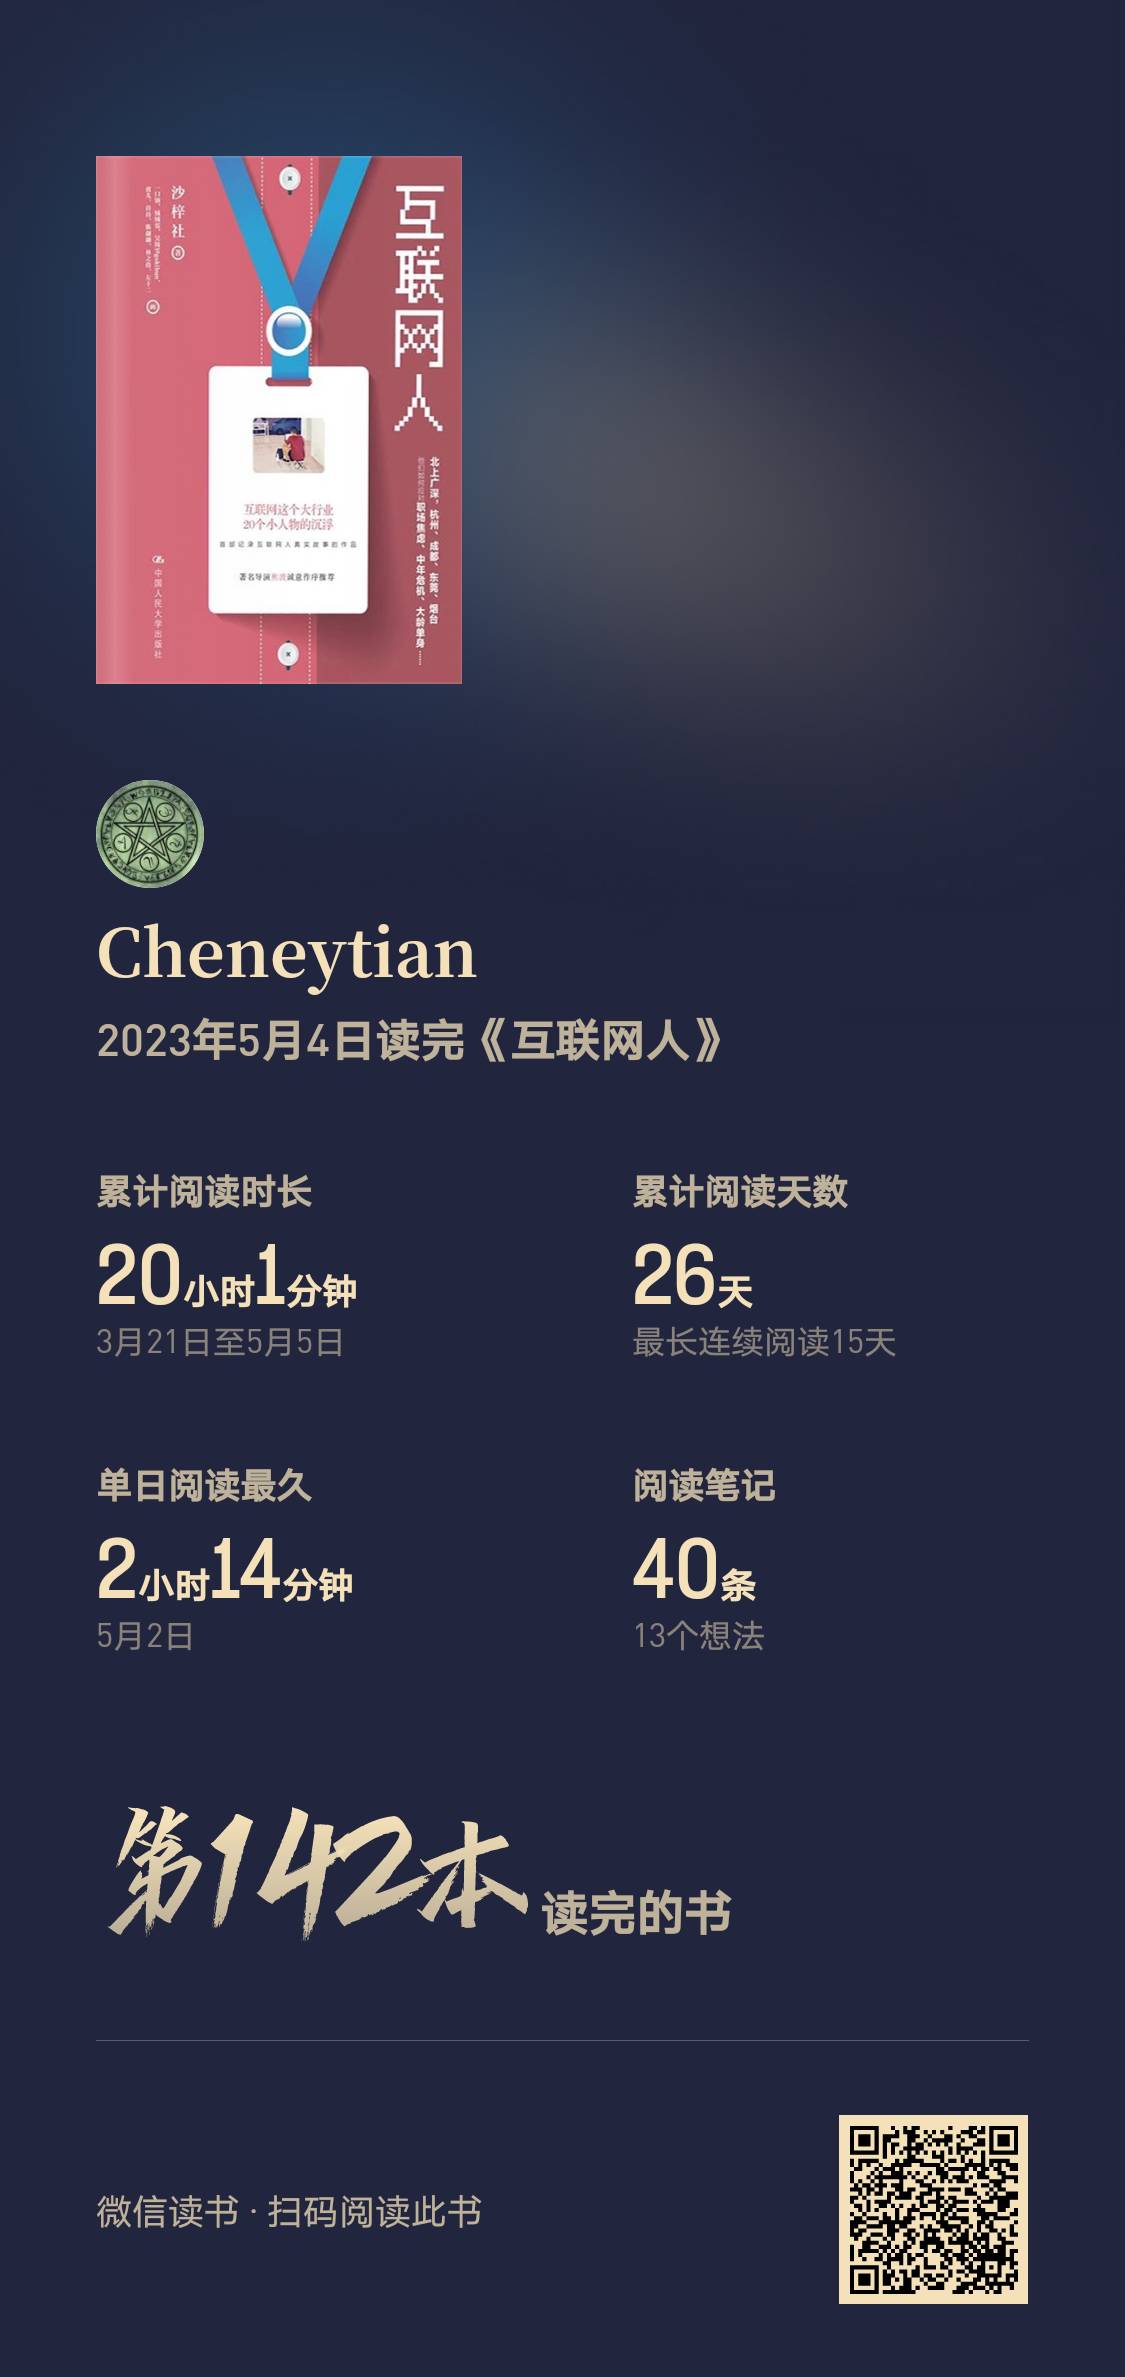 互联网人
沙梓社 著
北上广深，杭州、成都、东莞、烟台
他们如何应对职场焦虑、中年危机、大龄单身……
互联网这个大行业
20个小人物的沉浮
首部记录互联网人真实故事的作品
著名导演焦波诚意作序推荐
中国人民大学出版社
Cheneytian
2023年5月4日读完《互联网人》
累计阅读时长
20小时1分钟
3月21日至5月5日
累计阅读天数
26天
最长连续阅读15天
单日阅读最久
2小时14分钟
5月2日
阅读笔记
40条
13个想法
第142本 读完的书
微信读书 · 扫码阅读此书